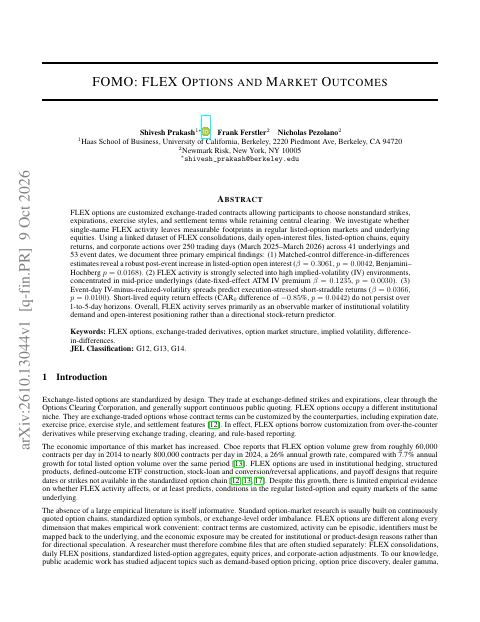 FOMO: FLEX OPTIONS AND MARKET OUTCOMES
Shivesh Prakash1* Frank Ferstler2 Nicholas Pezolano2
1Haas School of Business, University of California, Berkeley, 2220 Piedmont Ave, Berkeley, CA 94720
2Newmark Risk, New York, NY 10005
*shivesh_prakash@berkeley.edu
arXiv:2610.13044v1 [q-fin.PR] 9 Oct 2026
ABSTRACT
FLEX options are customized exchange-traded contracts allowing participants to choose nonstandard strikes,
expirations, exercise styles, and settlement terms while retaining central clearing. We investigate whether
single-name FLEX activity leaves measurable footprints in regular listed-option markets and underlying
equities. Using a linked dataset of FLEX consolidations, daily open-interest files, listed-option chains, equity
returns, and corporate actions over 250 trading days (March 2025–March 2026) across 41 underlyings and
53 event dates, we document three primary empirical findings: (1) Matched-control difference-in-differences
estimates reveal a robust post-event increase in listed-option open interest (β = 0.3061, p = 0.0042, Benjamini–
Hochberg p = 0.0168). (2) FLEX activity is strongly selected into high implied-volatility (IV) environments,
concentrated in mid-price underlyings (date-fixed-effect ATM IV premium β = 0.1235, p = 0.0030). (3)
Event-day IV-minus-realized-volatility spreads predict execution-stressed short-straddle returns (β = 0.0366,
p = 0.0100). Short-lived equity return effects (CAR₅ difference of −0.85%, p = 0.0442) do not persist over
1-to-5-day horizons. Overall, FLEX activity serves primarily as an observable marker of institutional volatility
demand and open-interest positioning rather than a directional stock-return predictor.
Keywords: FLEX options, exchange-traded derivatives, option market structure, implied volatility, difference-
in-differences.
JEL Classification: G12, G13, G14.
1 Introduction
Exchange-listed options are standardized by design. They trade at exchange-defined strikes and expirations, clear through the
Options Clearing Corporation, and generally support continuous public quoting. FLEX options occupy a different institutional
niche. They are exchange-traded options whose contract terms can be customized by the counterparties, including expiration date,
exercise price, exercise style, and settlement features [12]. In effect, FLEX options borrow customization from over-the-counter
derivatives while preserving exchange trading, clearing, and rule-based reporting.
The economic importance of this market has increased. Cboe reports that FLEX option volume grew from roughly 60,000
contracts per day in 2014 to nearly 800,000 contracts per day in 2024, a 26% annual growth rate, compared with 7.7% annual
growth for total listed option volume over the same period [13]. FLEX options are used in institutional hedging, structured
products, defined-outcome ETF construction, stock-loan and conversion/reversal applications, and payoff designs that require
dates or strikes not available in the standardized option chain [12, 13, 17]. Despite this growth, there is limited empirical evidence
on whether FLEX activity affects, or at least predicts, conditions in the regular listed-option and equity markets of the same
underlying.
The absence of a large empirical literature is itself informative. Standard option-market research is usually built on continuously
quoted option chains, standardized option symbols, or exchange-level order imbalance. FLEX options are different along every
dimension that makes empirical work convenient: contract terms are customized, activity can be episodic, identifiers must be
mapped back to the underlying, and the economic exposure may be created for institutional or product-design reasons rather than
for directional speculation. A researcher must therefore combine files that are often studied separately: FLEX consolidations,
daily FLEX positions, standardized listed-option aggregates, equity prices, and corporate-action adjustments. To our knowledge,
public academic work has studied adjacent topics such as demand-based option pricing, option price discovery, dealer gamma,